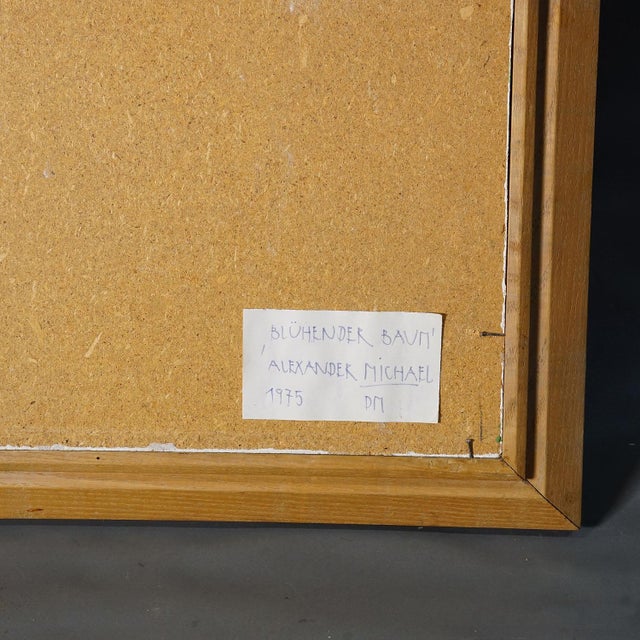 BLÜHENDER BAUM'
'ALEXANDER MICHAEL
1975 DM